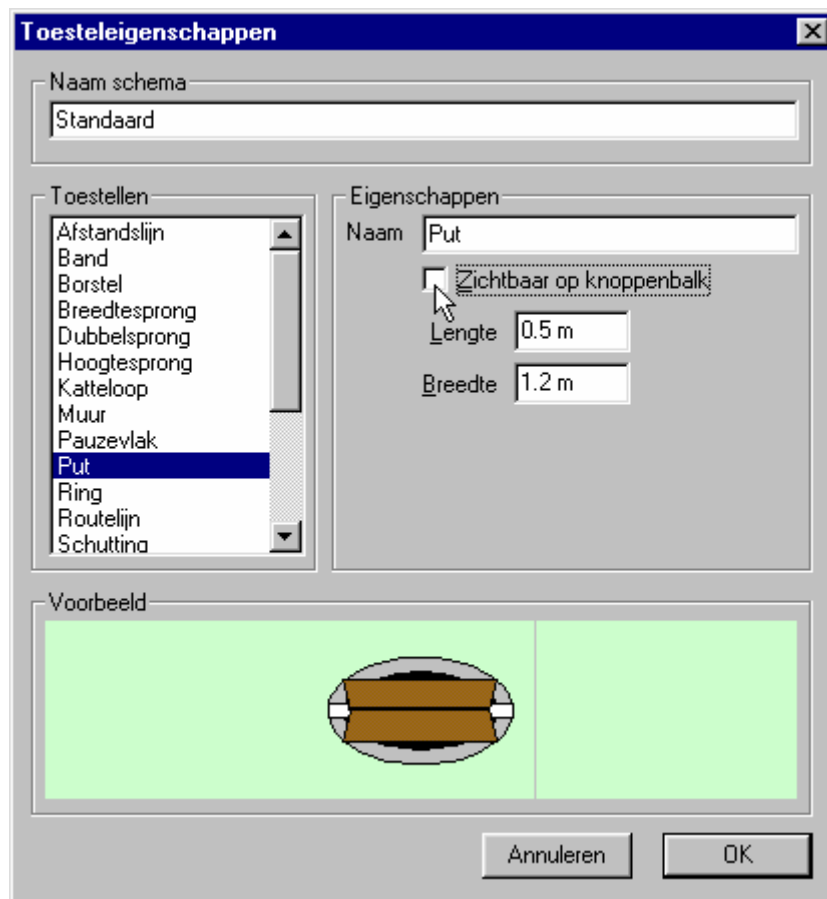 Toesteleigenschappen
Naam schema
Standaard
Toestellen
Afstandslijn
Band
Borstel
Breedtesprong
Dubbelsprong
Hoogtesprong
Katteloop
Muur
Pauzevlak
Put
Ring
Routelijn
Schutting
Eigenschappen
Naam Put
Zichtbaar op knoppenbalk
Lengte 0.5 m
Breedte 1.2 m
Voorbeeld
Annuleren OK